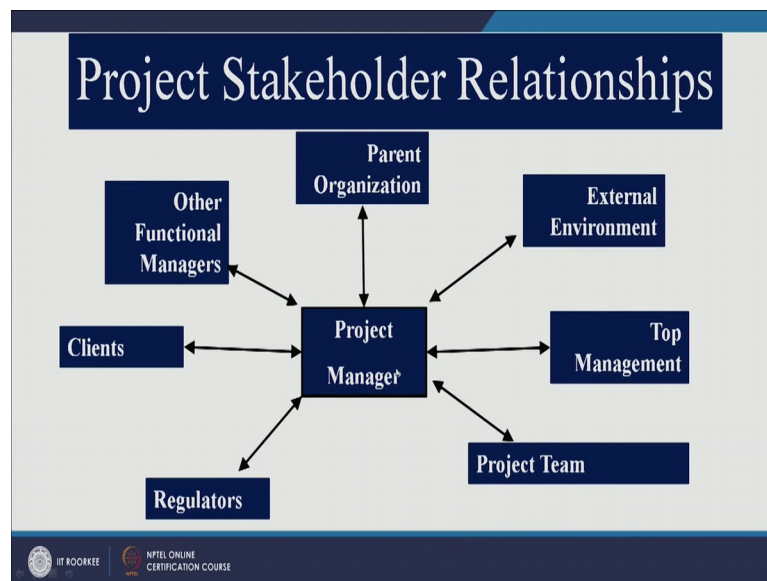 Project Stakeholder Relationships
Parent
Organization
Other
Functional
Managers
External
Environment
Clients
Project
Manager
Top
Management
Project Team
Regulators
IIT ROORKEE
NPTEL ONLINE
CERTIFICATION COURSE
NPTEL